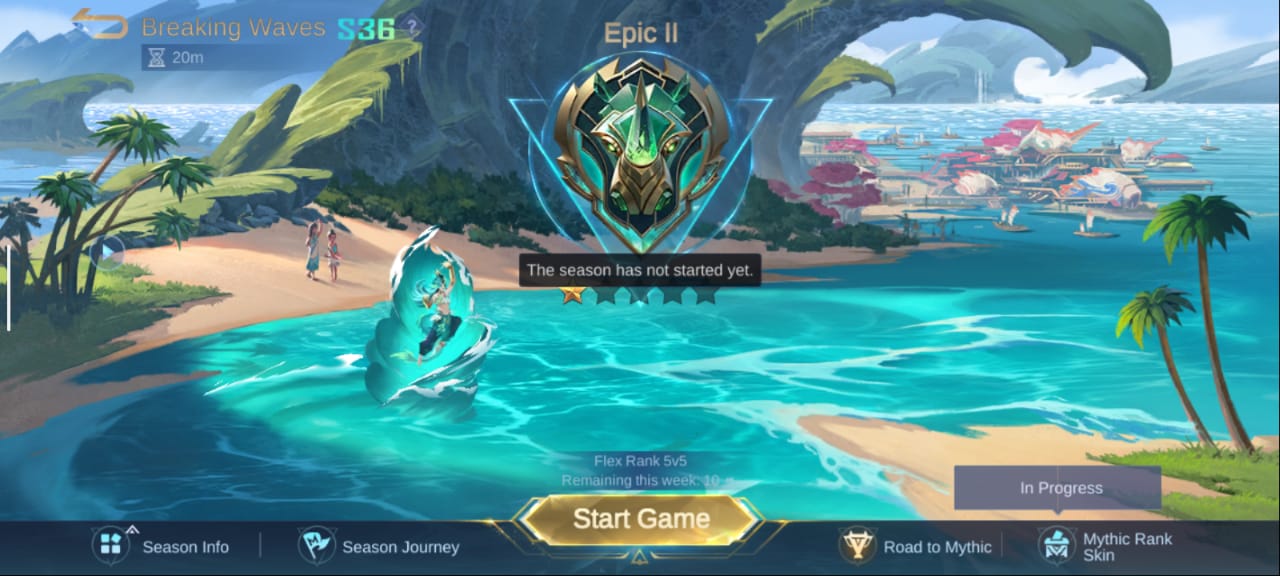 Breaking Waves S36 ?
20m
Epic II
The season has not started yet.
Flex Rank 5v5
Remaining this week: 10
Start Game
In Progress
Season Info
Season Journey
Road to Mythic
Mythic Rank
Skin